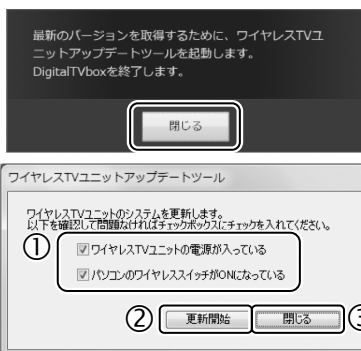 最新のバージョンを取得するために、ワイヤレスTVユ
ニットアップデートツールを起動します。
DigitalTVboxを終了します。
閉じる
ワイヤレスTVユニットアップデートツール
ワイヤレスTVユニットのシステムを更新します。
以下を確認して問題なければチェックボックスにチェックを入れてください。
① ワイヤレスTVユニットの電源が入っている
パソコンのワイヤレススイッチがONになっている
② 更新開始 閉じる ③